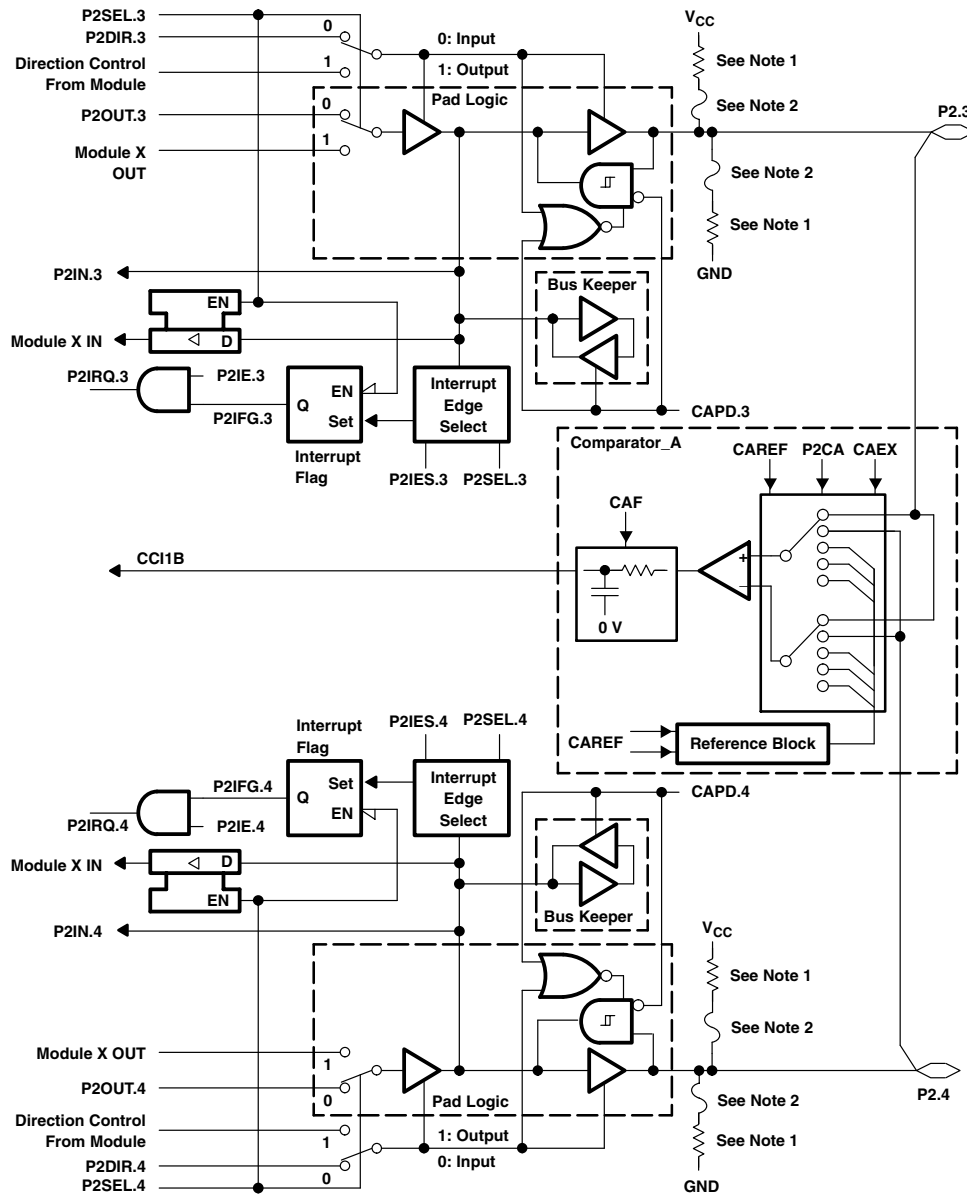 P2SEL.3
P2DIR.3
0
0: Input
Direction Control
From Module
1
1: Output
Pad Logic
P2OUT.3
0
Module X
OUT
1
VCC
See Note 1
See Note 2
P2.3
See Note 2
See Note 1
GND
P2IN.3
Bus Keeper
EN
Module X IN
D
P2IRQ.3
P2IE.3
P2IFG.3
EN
Q
Set
Interrupt
Flag
Interrupt
Edge
Select
P2IES.3
P2SEL.3
CAPD.3
Comparator_A
CAREF
P2CA
CAEX
CAF
CCI1B
+
−
0 V
CAREF
Reference Block
Interrupt
Flag
P2IES.4
P2SEL.4
P2IFG.4
Q
Set
EN
Interrupt
Edge
Select
CAPD.4
P2IRQ.4
P2IE.4
Module X IN
D
EN
Bus Keeper
P2IN.4
VCC
See Note 1
See Note 2
Module X OUT
1
P2OUT.4
0
Pad Logic
P2.4
See Note 2
See Note 1
GND
Direction Control
From Module
1
1: Output
P2DIR.4
0
0: Input
P2SEL.4